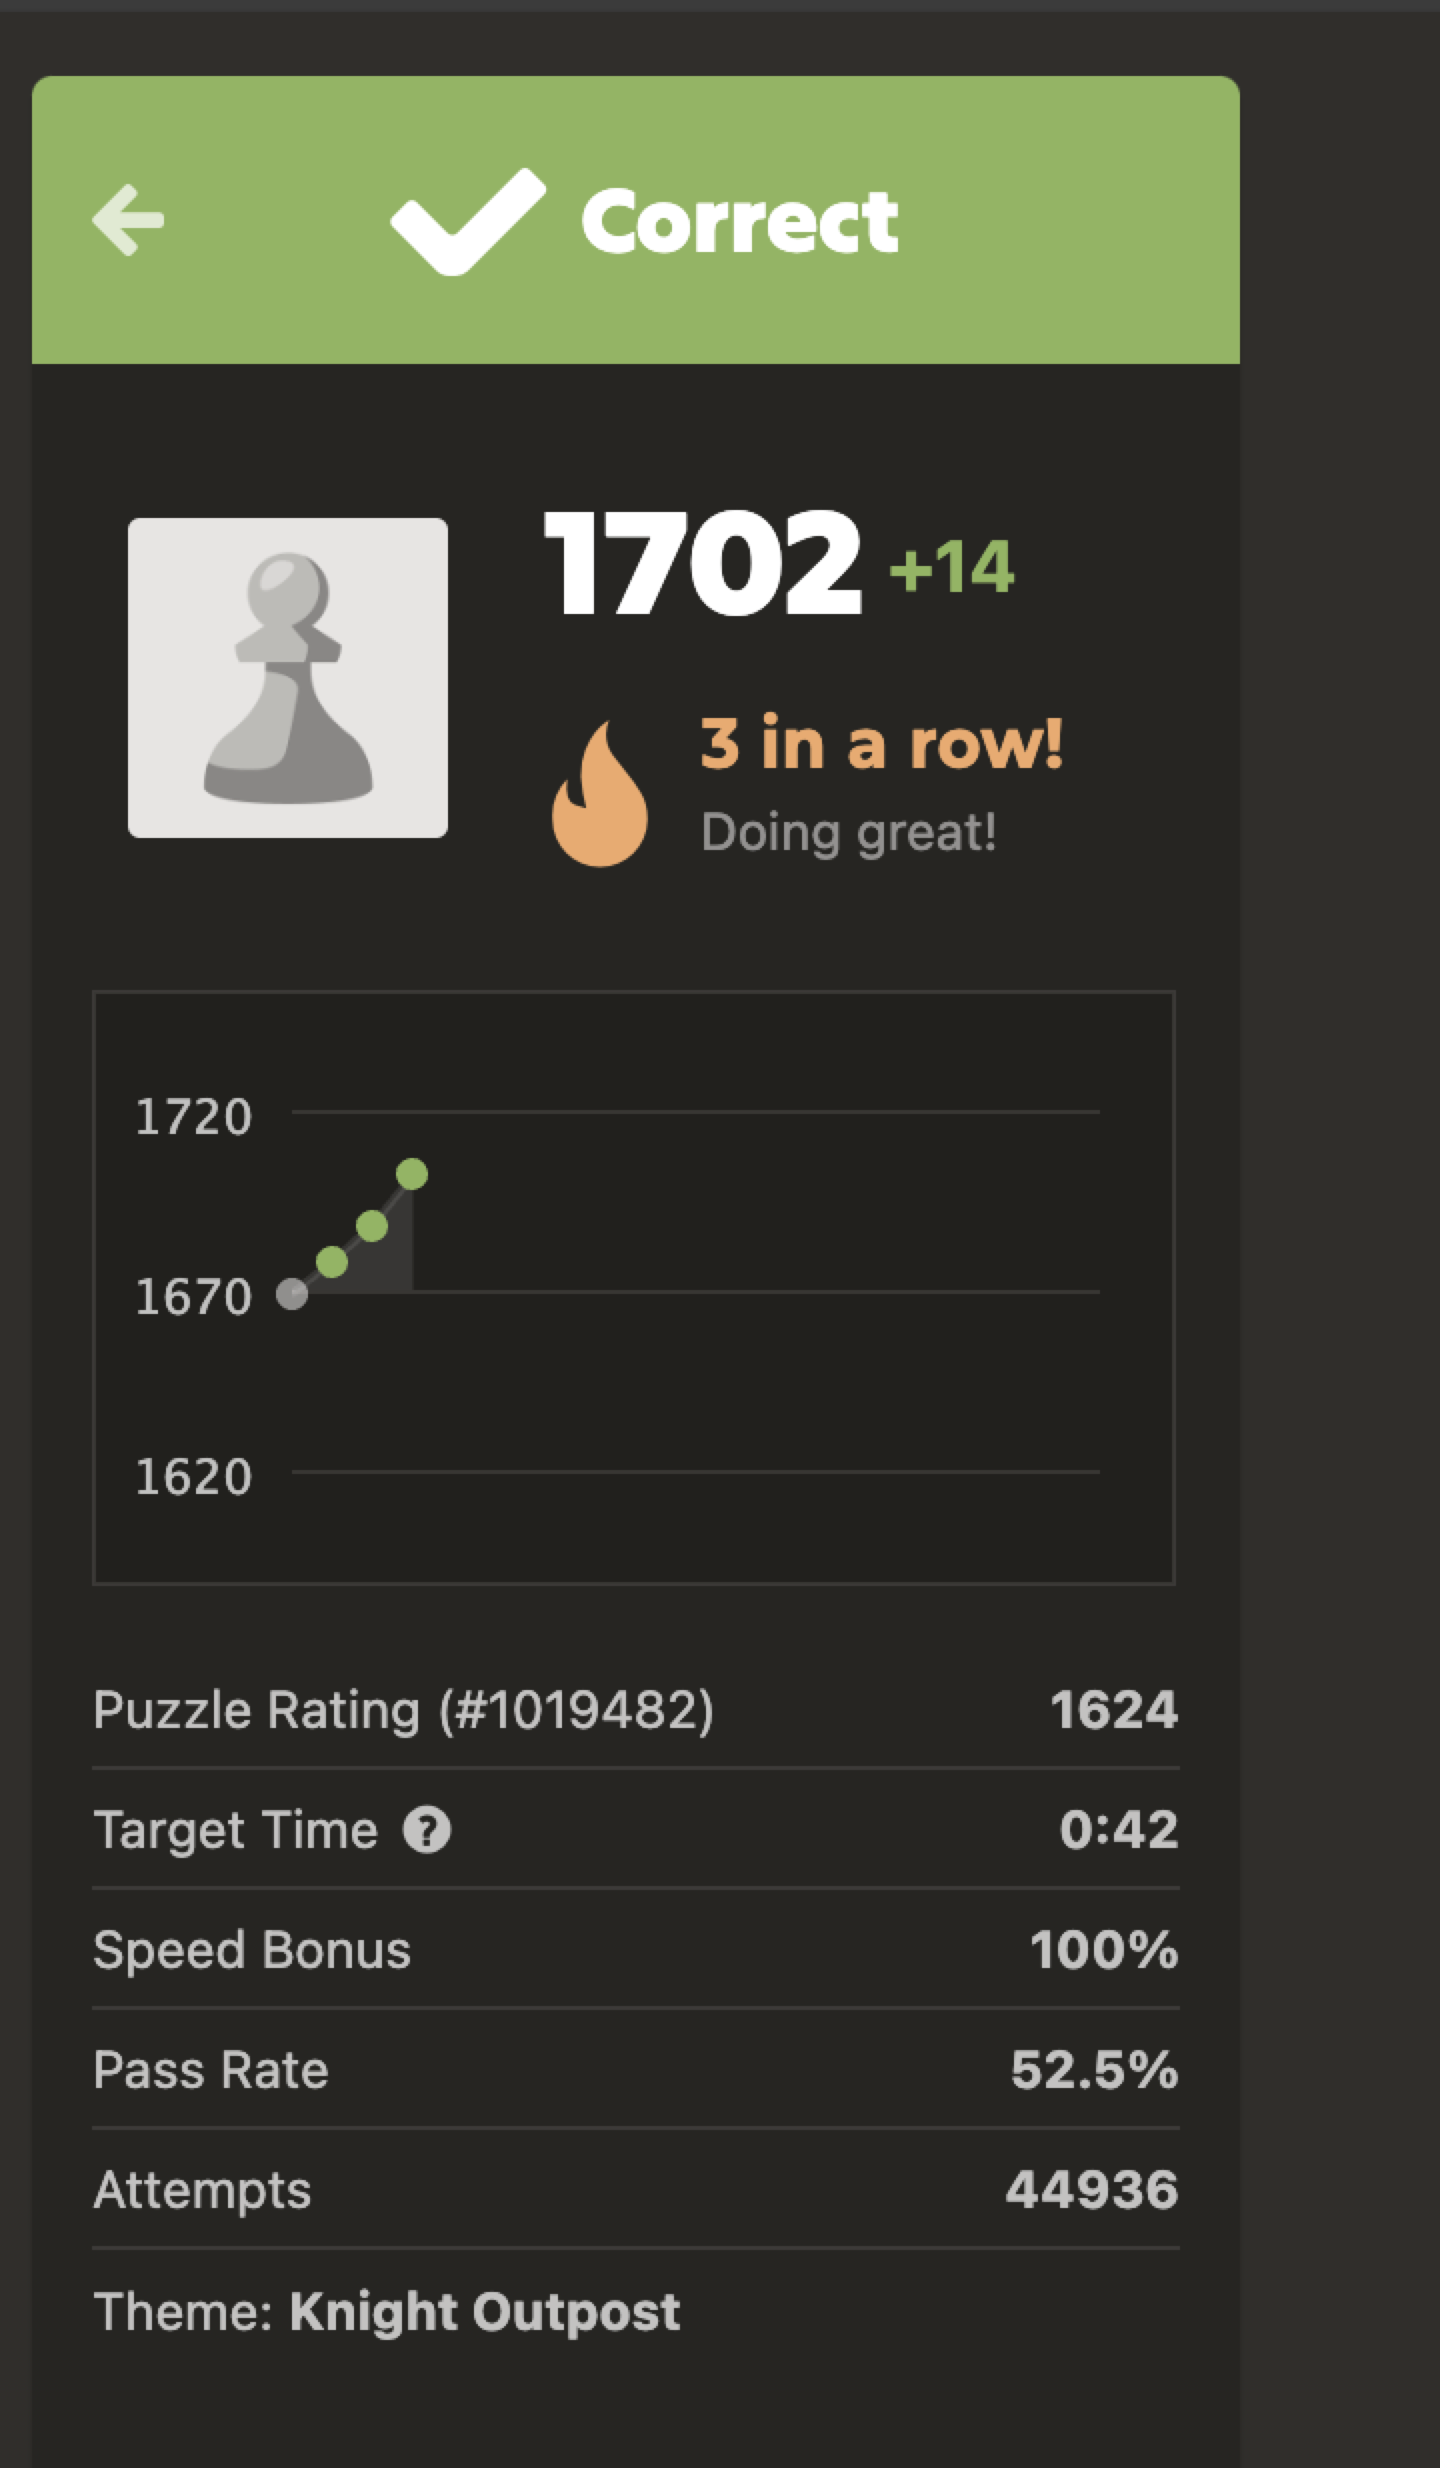 Correct
1702 +14
3 in a row!
Doing great!
1720
1670
1620
Puzzle Rating (#1019482) 1624
Target Time ? 0:42
Speed Bonus 100%
Pass Rate 52.5%
Attempts 44936
Theme: Knight Outpost